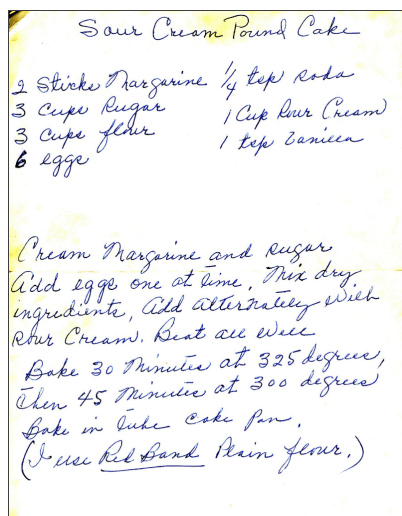 Sour Cream Pound Cake
2 Sticks Margarine 1/4 tsp soda
3 Cups Sugar 1 Cup Sour Cream
3 Cups flour 1 tsp Vanilla
6 eggs
Cream Margarine and sugar
Add eggs one at time, Mix dry
ingredients, Add alternately with
Sour Cream. Beat all well
Bake 30 Minutes at 325 degrees,
then 45 Minutes at 300 degrees
Bake in tube cake pan.
(I use Red Band Plain flour.)